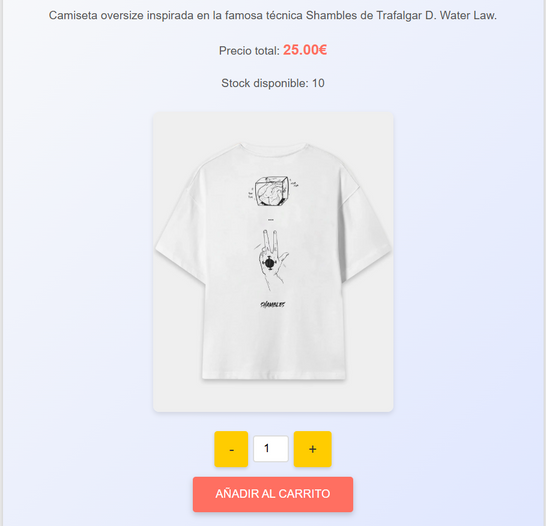 Camiseta oversize inspirada en la famosa técnica Shambles de Trafalgar D. Water Law.
Precio total: 25.00€
Stock disponible: 10
SHAMBLES
-
1
+
AÑADIR AL CARRITO